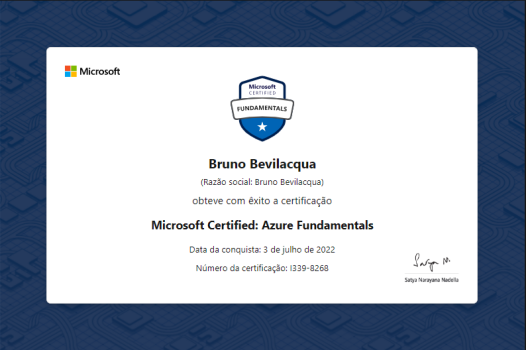 Microsoft
Microsoft
CERTIFIED
FUNDAMENTALS
Bruno Bevilacqua
(Razão social: Bruno Bevilacqua)
obteve com êxito a certificação
Microsoft Certified: Azure Fundamentals
Data da conquista: 3 de julho de 2022
Número da certificação: I339-8268
Satya N.
Satya Narayana Nadella